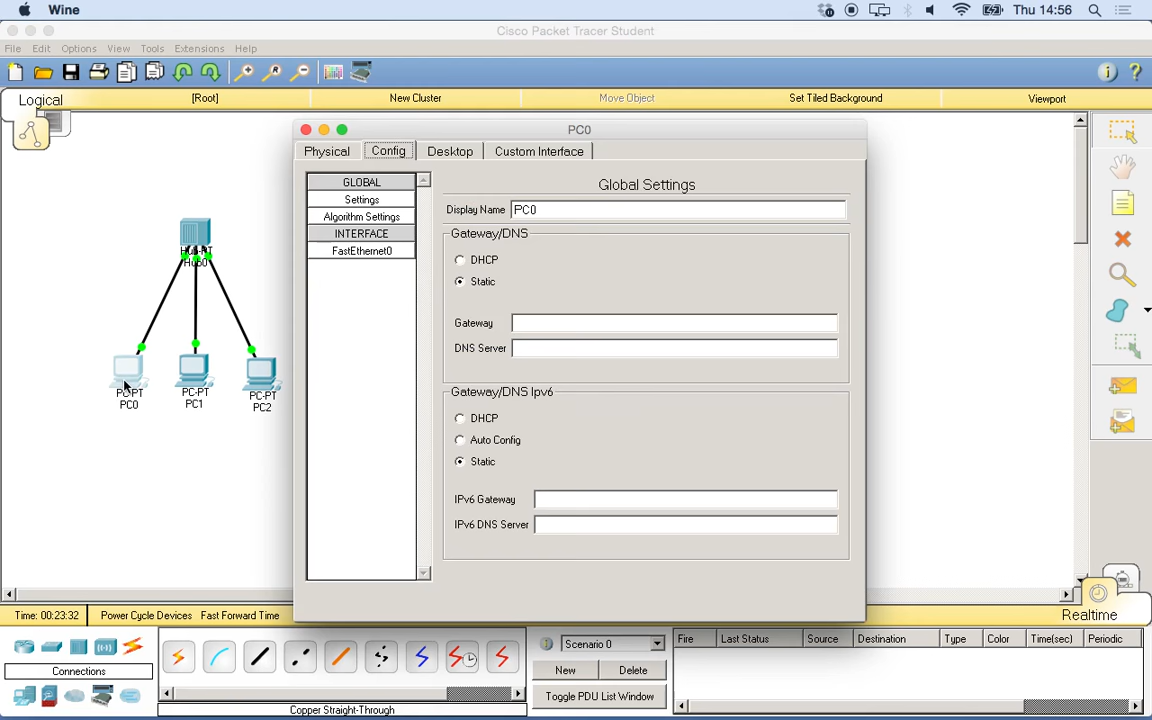 Wine
Thu 14:56
Cisco Packet Tracer Student
File Edit Options View Tools Extensions Help
Logical
[Root]
New Cluster
Move Object
Set Tiled Background
Viewport
Hub-PT
Hub0
PC-PT
PC0
PC-PT
PC1
PC-PT
PC2
PC0
Physical Config Desktop Custom Interface
GLOBAL
Settings
Algorithm Settings
INTERFACE
FastEthernet0
Global Settings
Display Name PC0
Gateway/DNS
DHCP
Static
Gateway
DNS Server
Gateway/DNS Ipv6
DHCP
Auto Config
Static
IPv6 Gateway
IPv6 DNS Server
Time: 00:23:32 Power Cycle Devices Fast Forward Time
Realtime
Connections
Copper Straight-Through
Scenario 0
New Delete
Toggle PDU List Window
Fire Last Status Source Destination Type Color Time(sec) Periodic